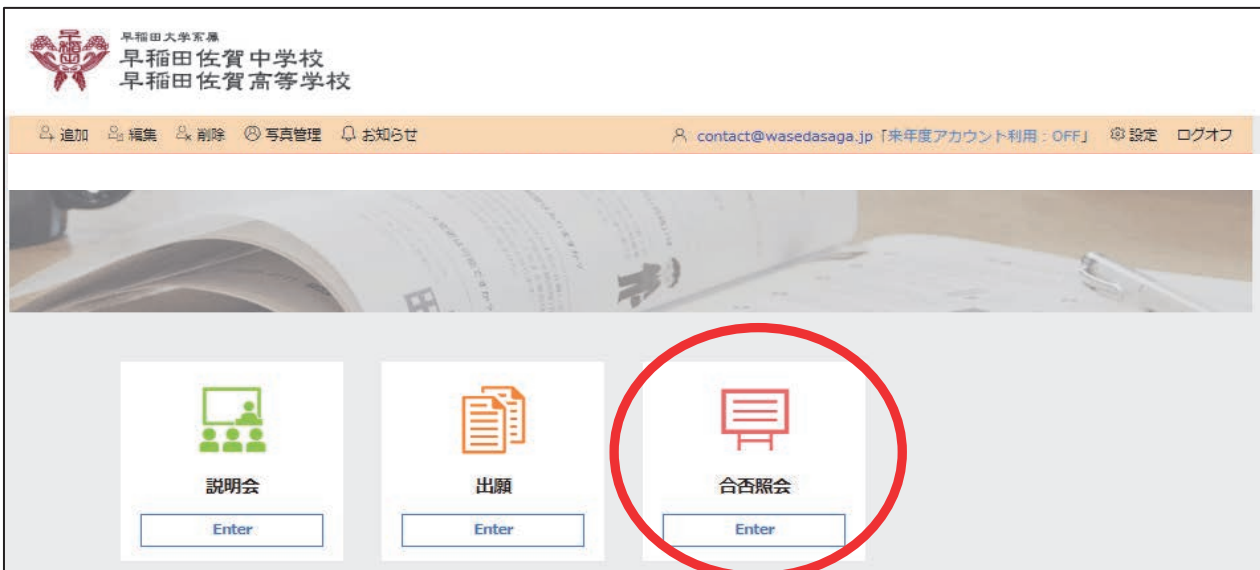 早稲田大学系属
早稲田佐賀中学校
早稲田佐賀高等学校
追加 編集 削除 写真管理 お知らせ contact@wasedasaga.jp「来年度アカウント利用：OFF」 設定 ログオフ
説明会 出願 合否照会
Enter Enter Enter